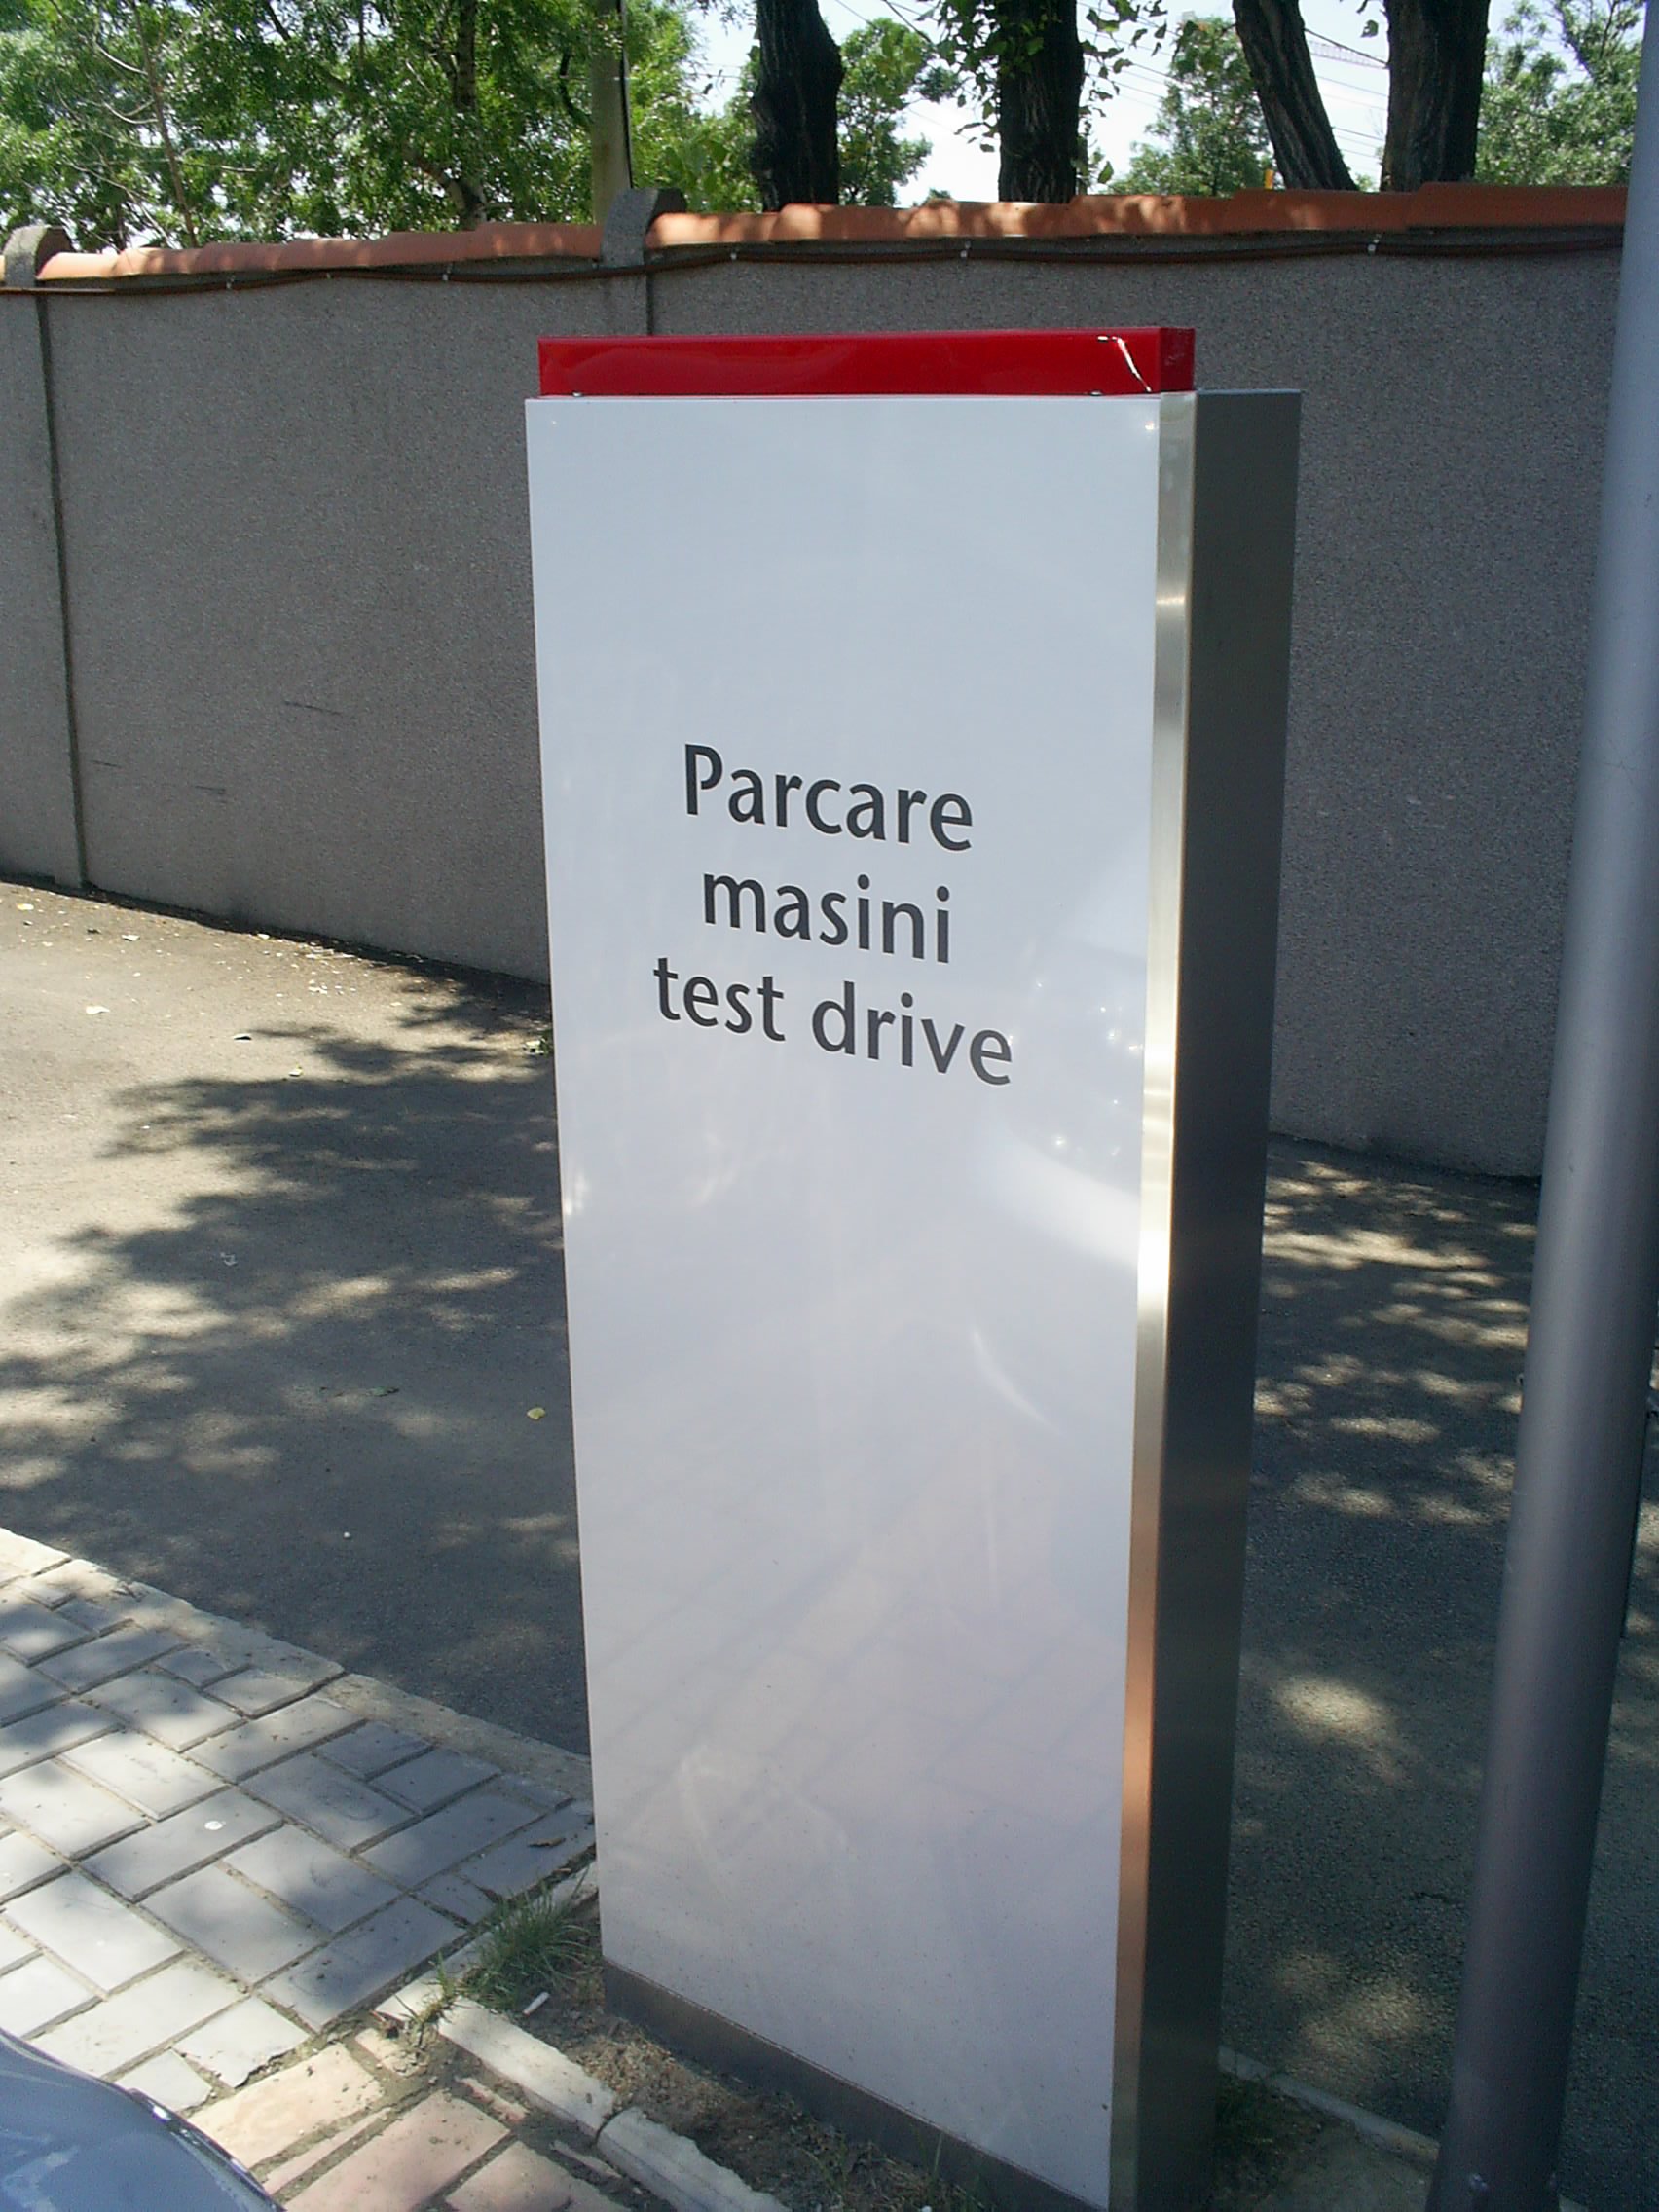 Parcare
masini
test drive